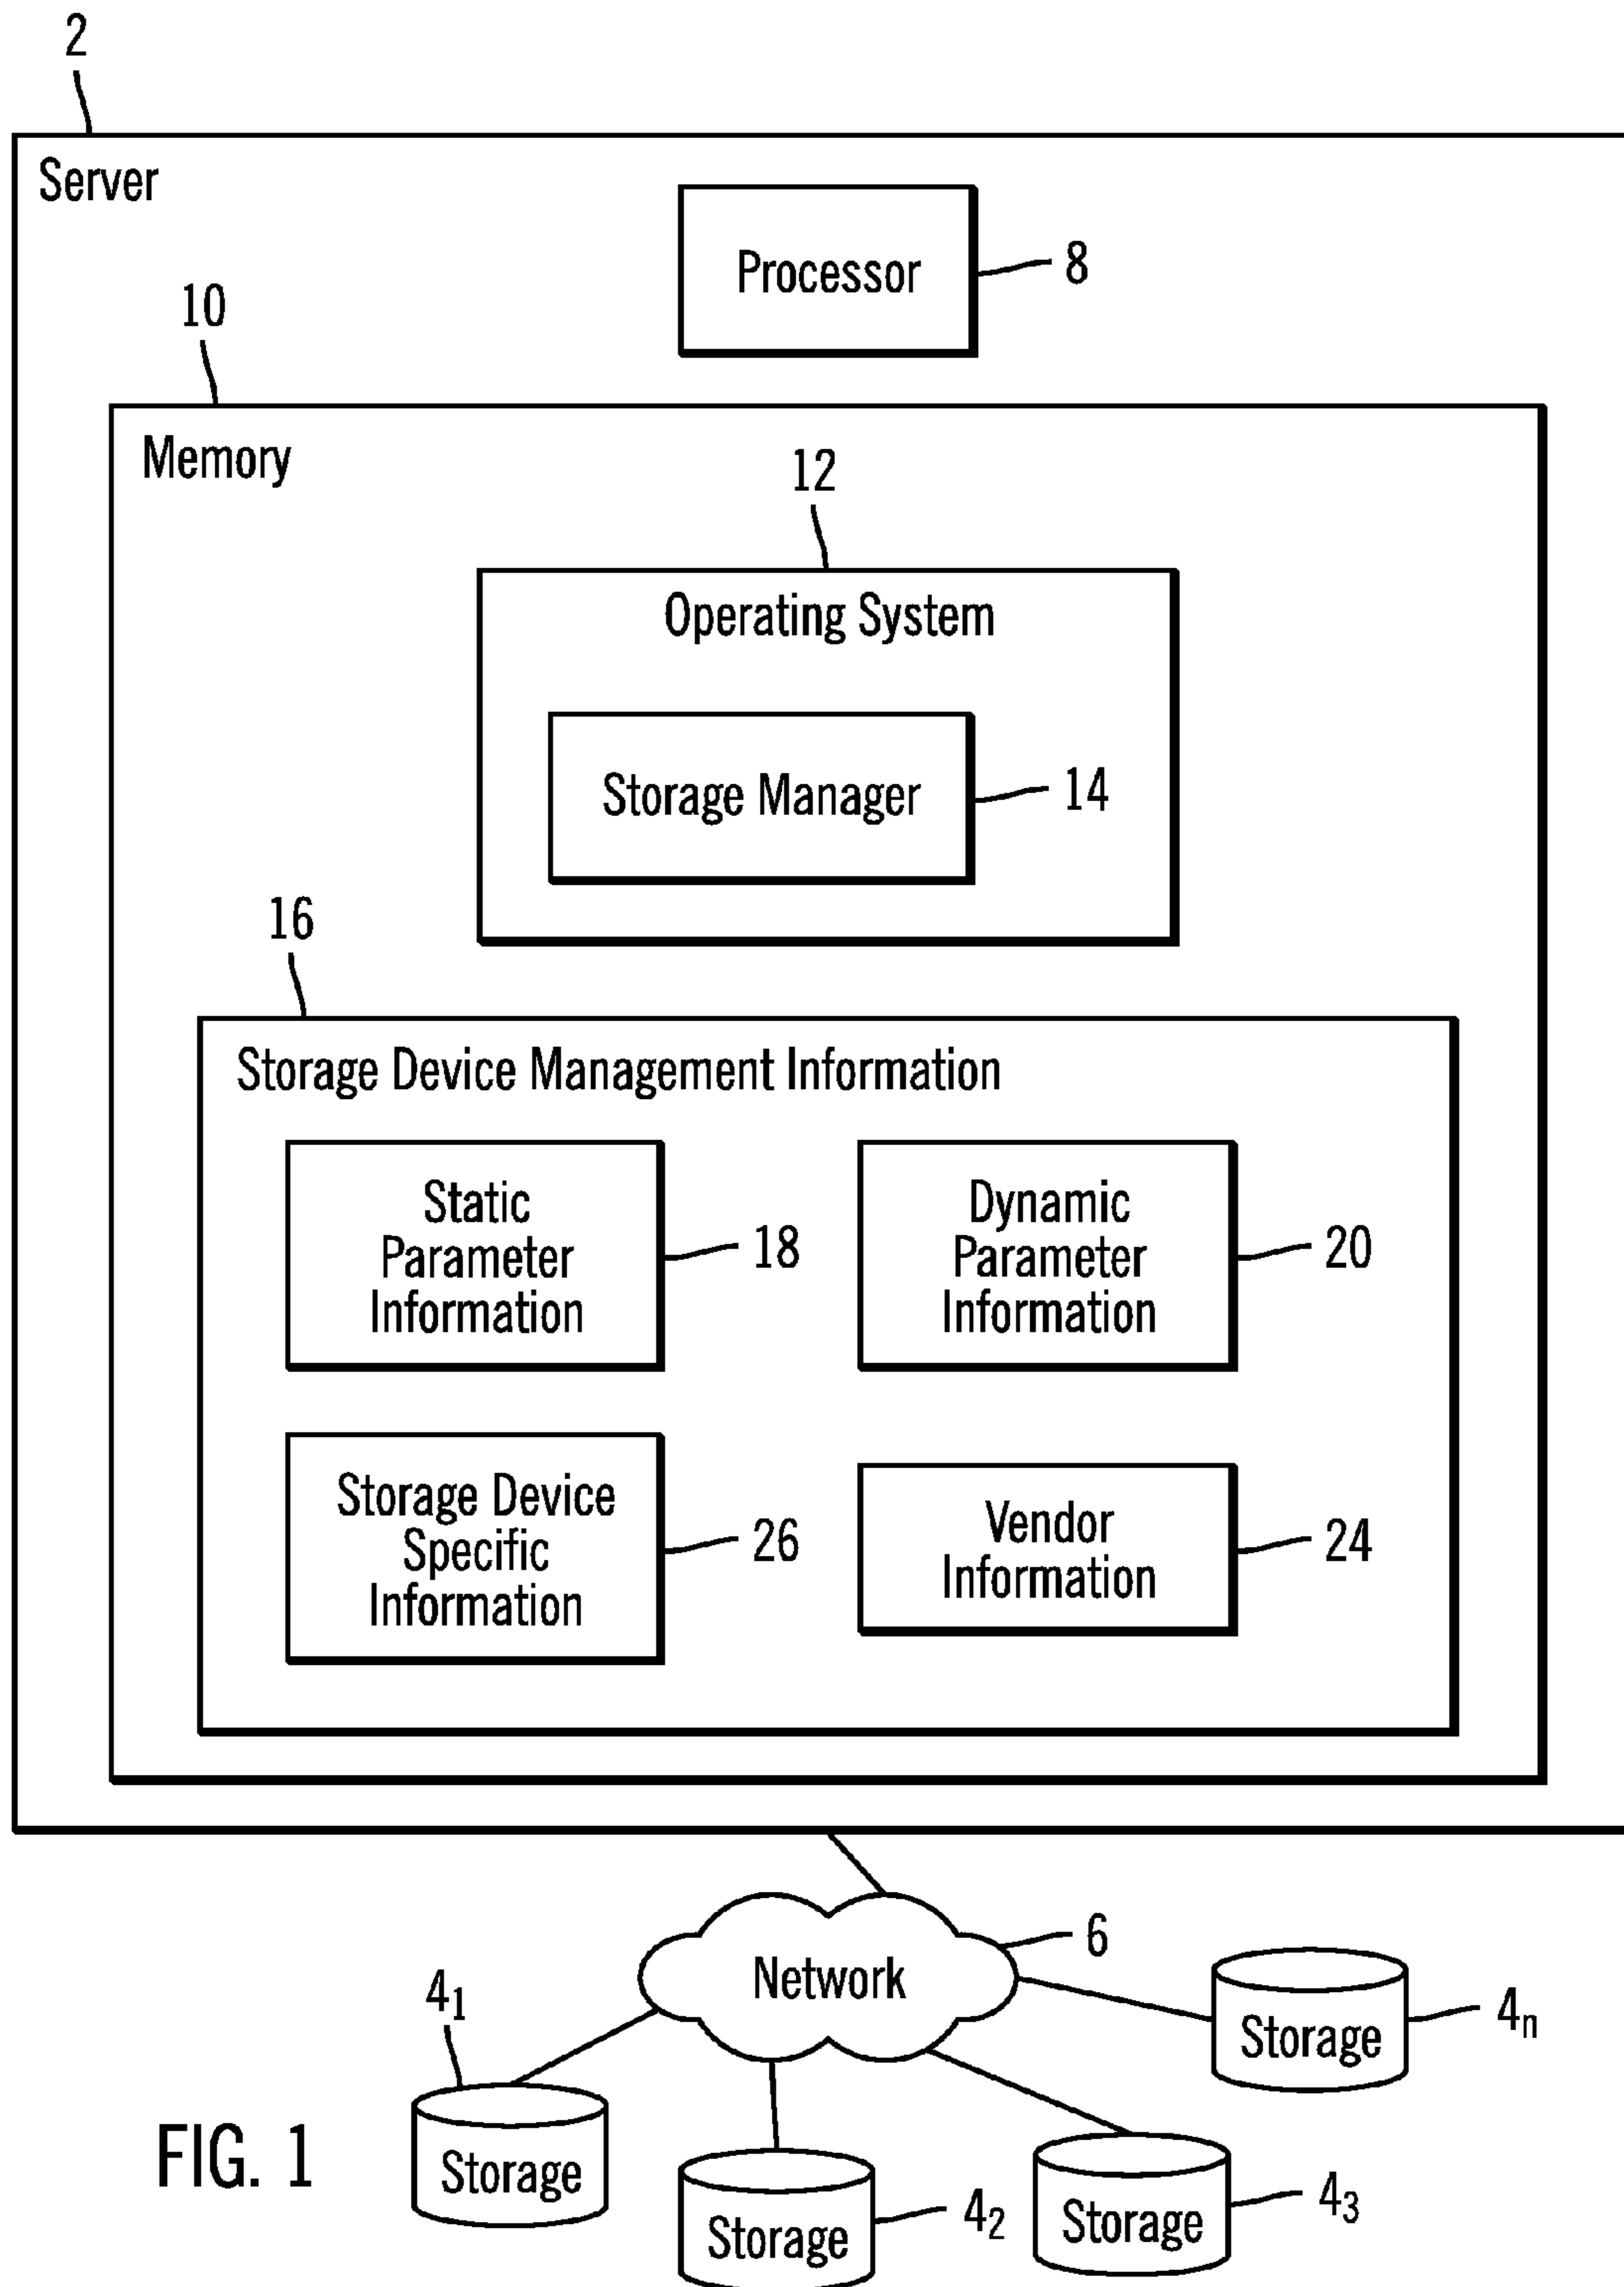 2
Server
Processor
8
10
Memory
12
Operating System
Storage Manager
14
16
Storage Device Management Information
Static
Parameter
Information
18
Dynamic
Parameter
Information
20
Storage Device
Specific
Information
26
Vendor
Information
24
Network
6
4₁
Storage
4ₙ
Storage
4₂
Storage
4₃
Storage
FIG. 1